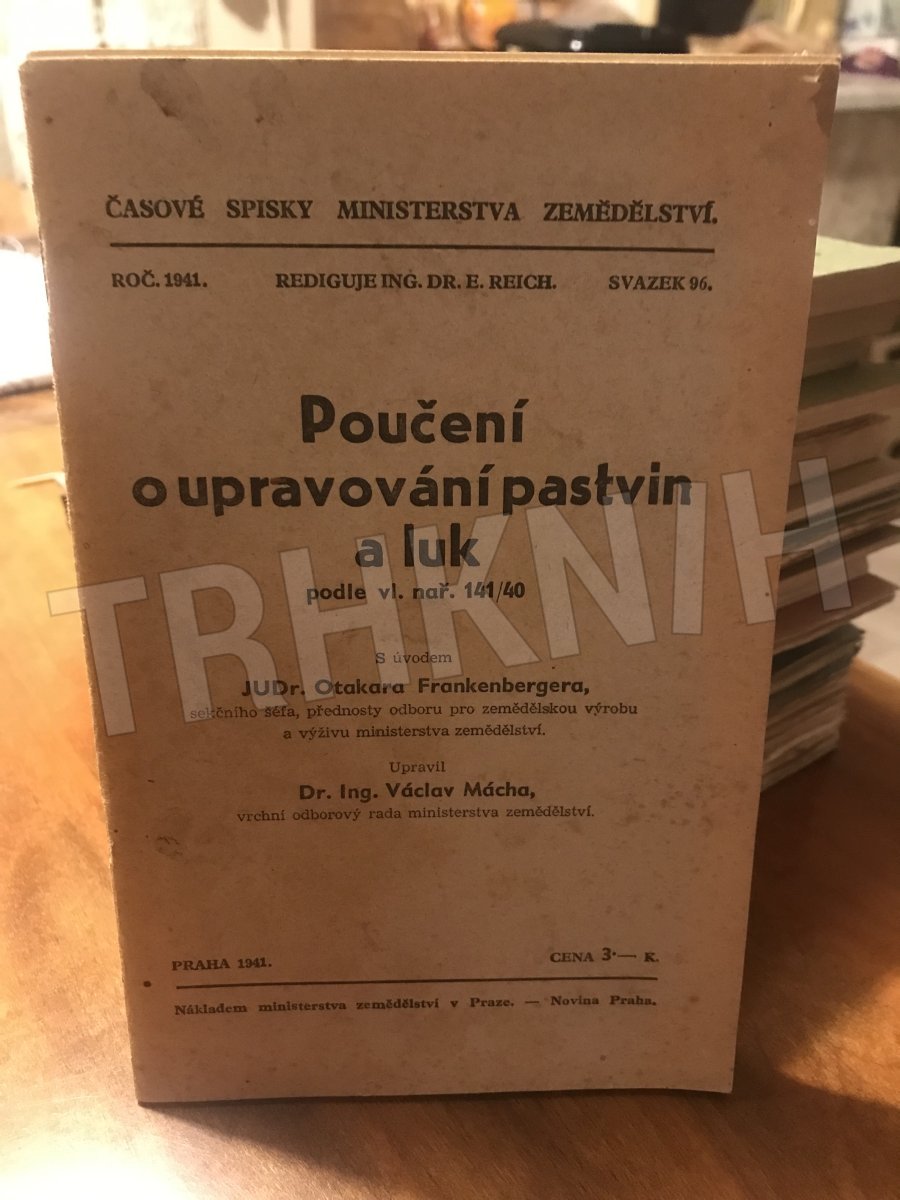 ČASOVÉ SPISKY MINISTERSTVA ZEMĚDĚLSTVÍ.
ROČ. 1941. REDIGUJE ING. DR. E. REICH. SVAZEK 96.
Poučení
o upravování pastvin
a luk
podle vl. nař. 141/40
TRHKNIH
S úvodem
JUDr. Otakara Frankenbergera,
sekčního šéfa, přednosty odboru pro zemědělskou výrobu
a výživu ministerstva zemědělství.
Upravil
Dr. Ing. Václav Mácha,
vrchní odborový rada ministerstva zemědělství.
PRAHA 1941. CENA 3·— K.
Nákladem ministerstva zemědělství v Praze. — Novina Praha.